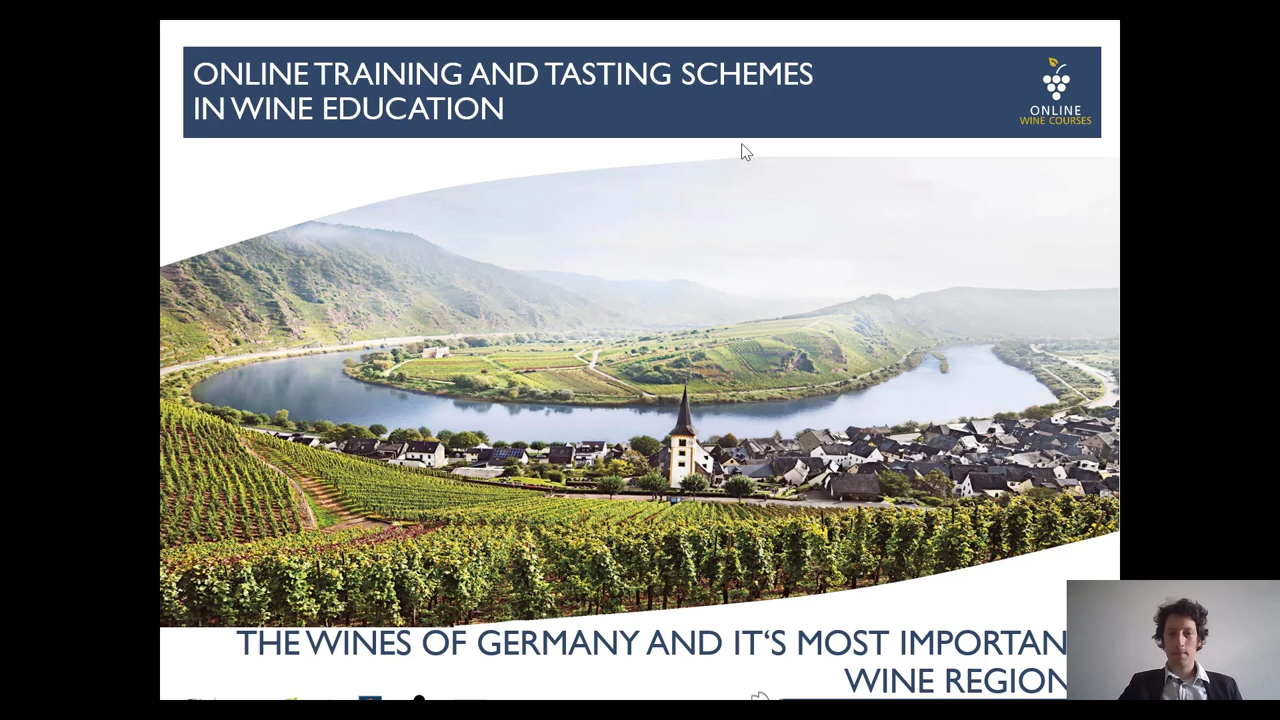 ONLINE TRAINING AND TASTING SCHEMES
IN WINE EDUCATION
ONLINE
WINE COURSES
THE WINES OF GERMANY AND IT‘S MOST IMPORTAN
WINE REGION